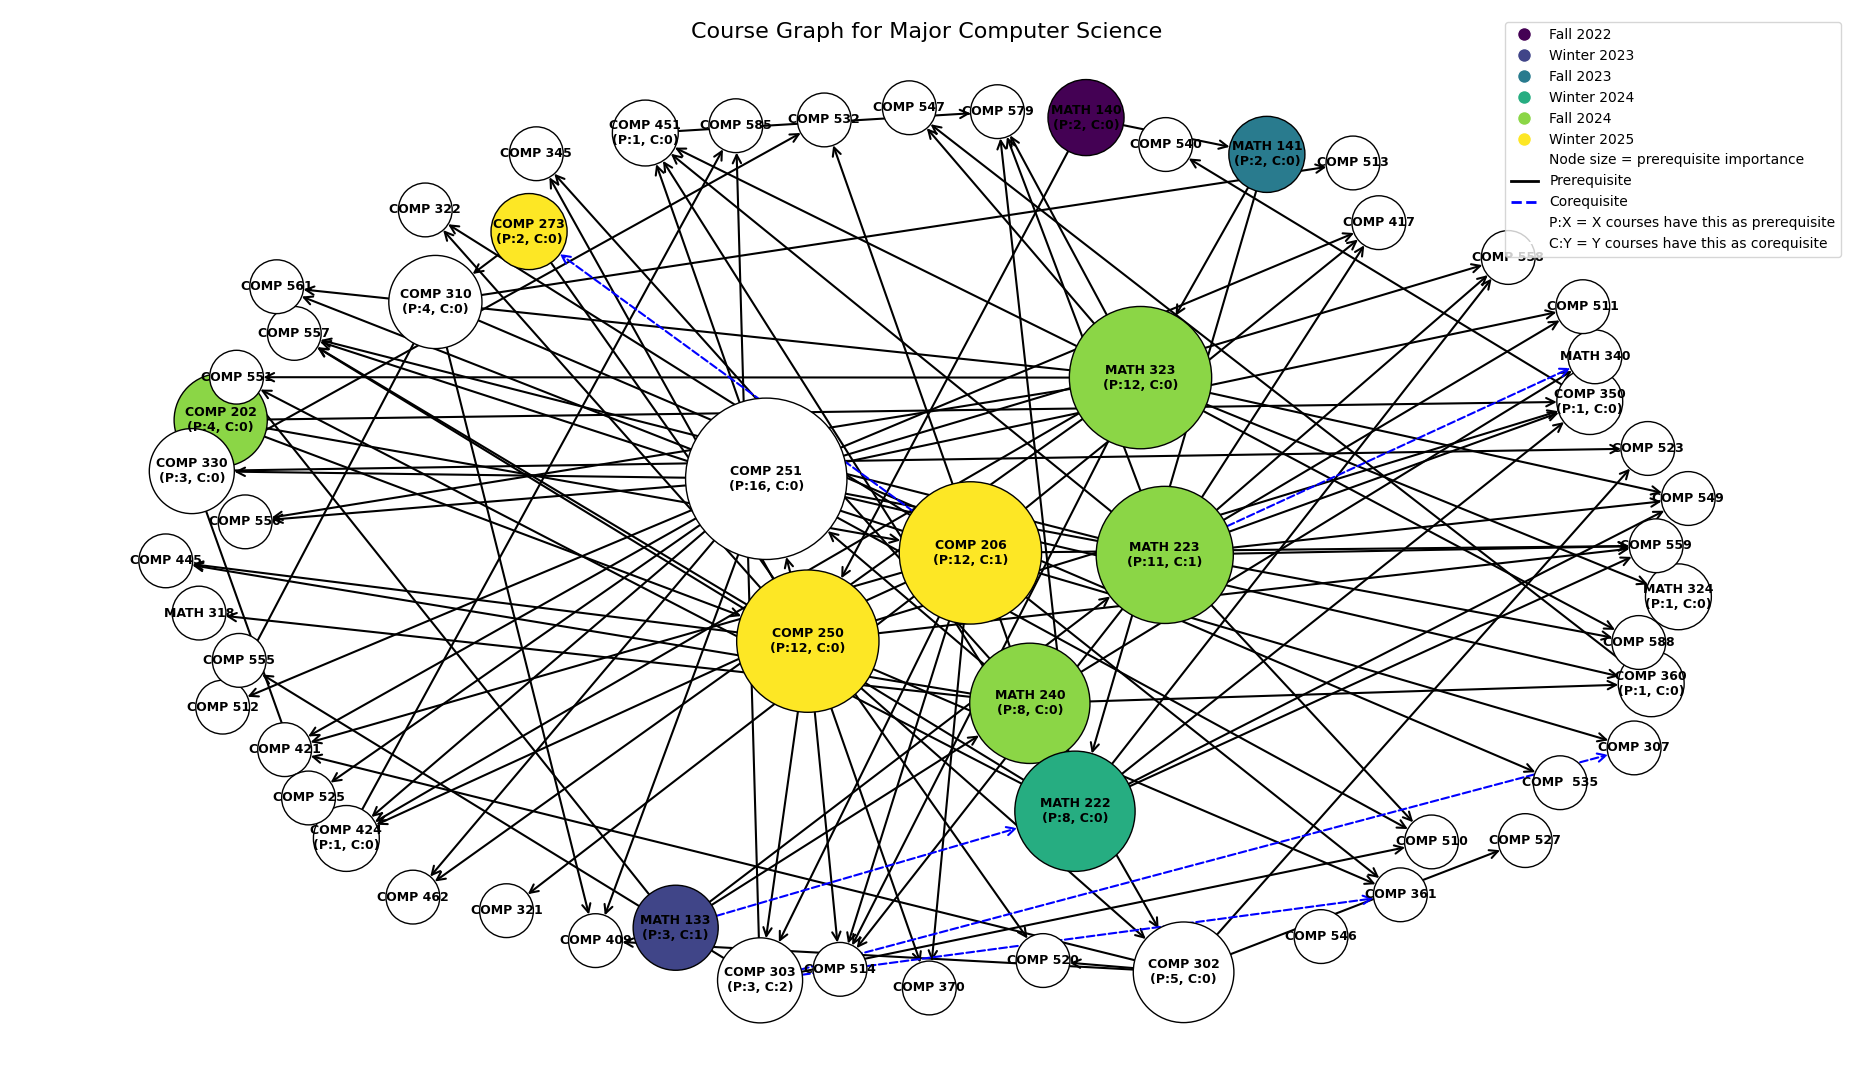 Course Graph for Major Computer Science
Fall 2022
Winter 2023
Fall 2023
Winter 2024
Fall 2024
Winter 2025
Node size = prerequisite importance
Prerequisite
Corequisite
P:X = X courses have this as prerequisite
C:Y = Y courses have this as corequisite
COMP 547
COMP 579
MATH 140
(P:2, C:0)
COMP 532
COMP 585
COMP 451
(P:1, C:0)
COMP 540
MATH 141
(P:2, C:0)
COMP 345
COMP 513
COMP 322
COMP 273
(P:2, C:0)
COMP 417
COMP 558
COMP 561
COMP 310
(P:4, C:0)
COMP 511
COMP 557
MATH 340
COMP 551
MATH 323
(P:12, C:0)
COMP 350
(P:1, C:0)
COMP 202
(P:4, C:0)
COMP 523
COMP 330
(P:3, C:0)
COMP 251
(P:16, C:0)
COMP 549
COMP 550
COMP 206
(P:12, C:1)
MATH 223
(P:11, C:1)
COMP 559
COMP 445
MATH 324
(P:1, C:0)
MATH 318
COMP 250
(P:12, C:0)
COMP 588
COMP 555
COMP 360
(P:1, C:0)
MATH 240
(P:8, C:0)
COMP 512
COMP 421
COMP 307
COMP  535
COMP 525
MATH 222
(P:8, C:0)
COMP 424
(P:1, C:0)
COMP 510
COMP 527
COMP 462
COMP 361
COMP 321
MATH 133
(P:3, C:1)
COMP 409
COMP 546
COMP 303
(P:3, C:2)
COMP 514
COMP 520
COMP 302
(P:5, C:0)
COMP 370